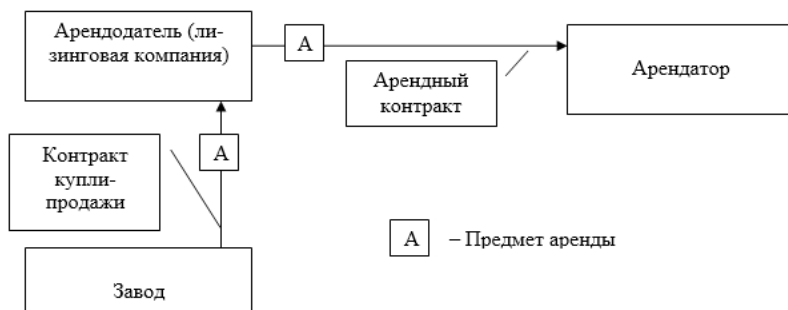 Арендодатель (ли-
зинговая компания)
А
Арендный
контракт
Арендатор
Контракт
купли-
продажи
А
А – Предмет аренды
Завод